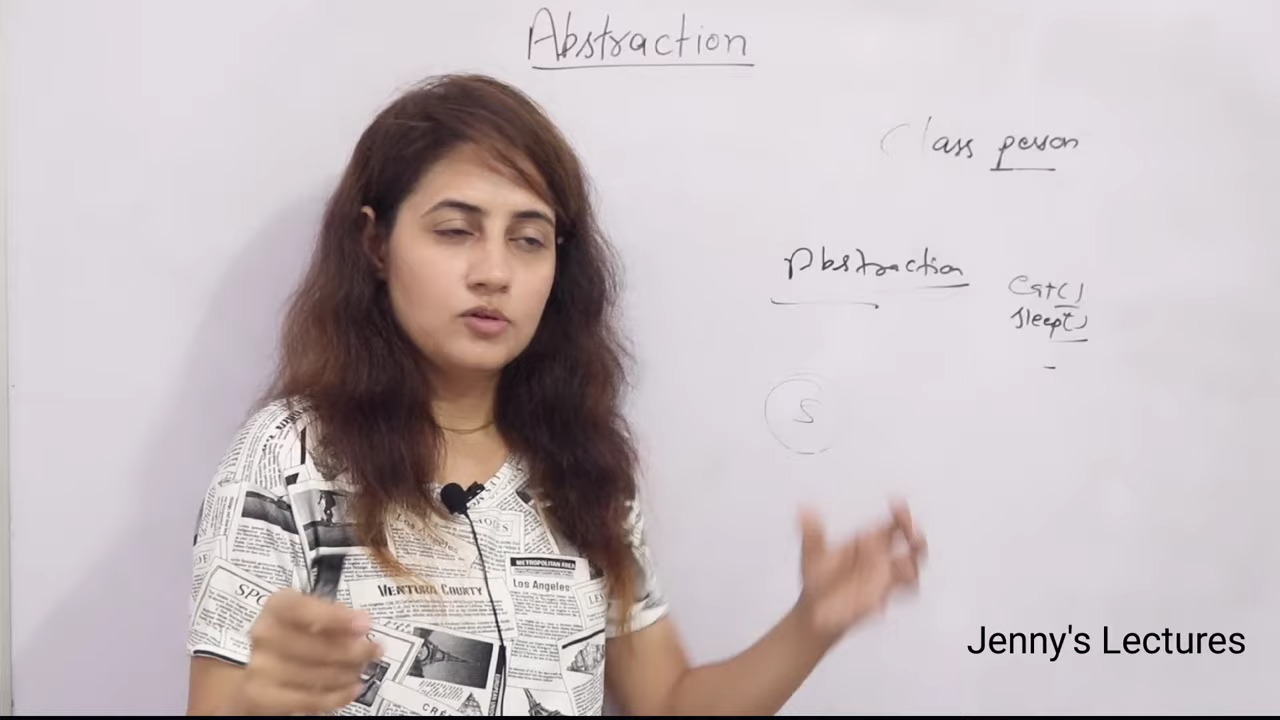 Abstraction
Class person
Abstraction
Eat()
sleep()
S
VENTURA COUNTY
METROPOLITAN AREA
Los Angeles
Jenny's Lectures